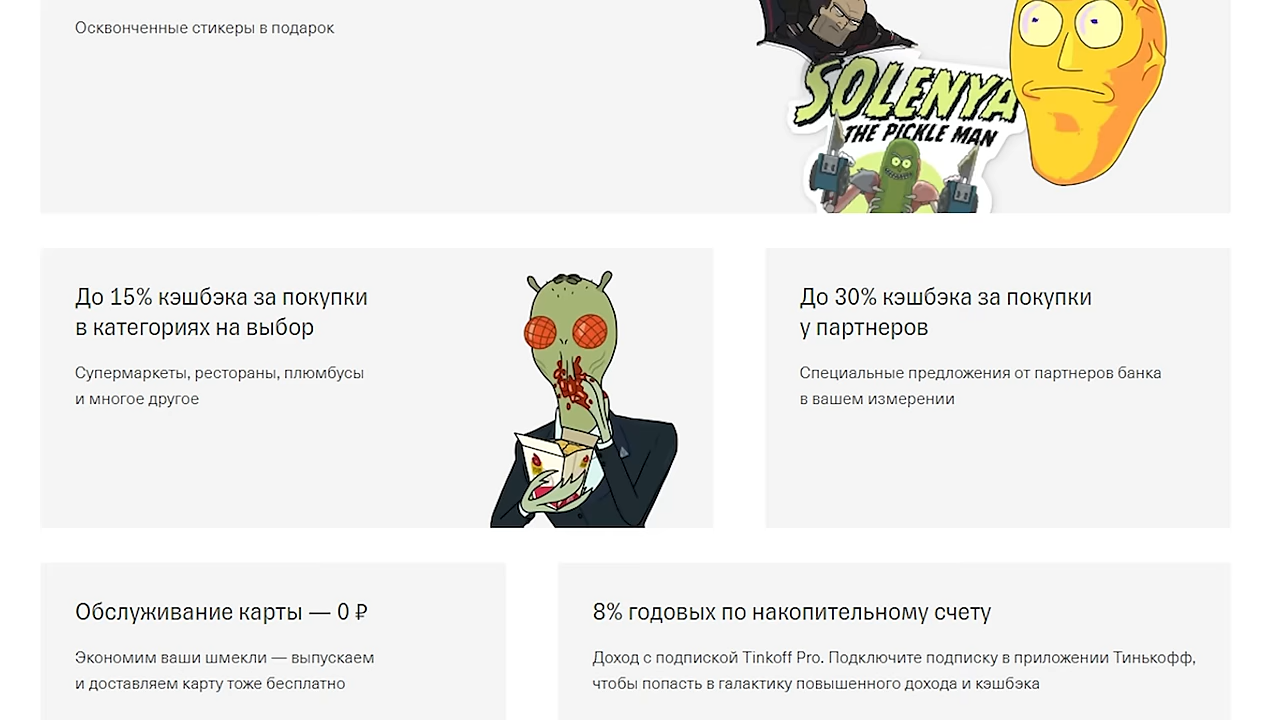 Осквонченные стикеры в подарок
SOLENYA
THE PICKLE MAN
До 15% кэшбэка за покупки
в категориях на выбор
Супермаркеты, рестораны, плюмбусы
и многое другое
До 30% кэшбэка за покупки
у партнеров
Специальные предложения от партнеров банка
в вашем измерении
Обслуживание карты — 0 ₽
Экономим ваши шмекли — выпускаем
и доставляем карту тоже бесплатно
8% годовых по накопительному счету
Доход с подпиской Tinkoff Pro. Подключите подписку в приложении Тинькофф,
чтобы попасть в галактику повышенного дохода и кэшбэка